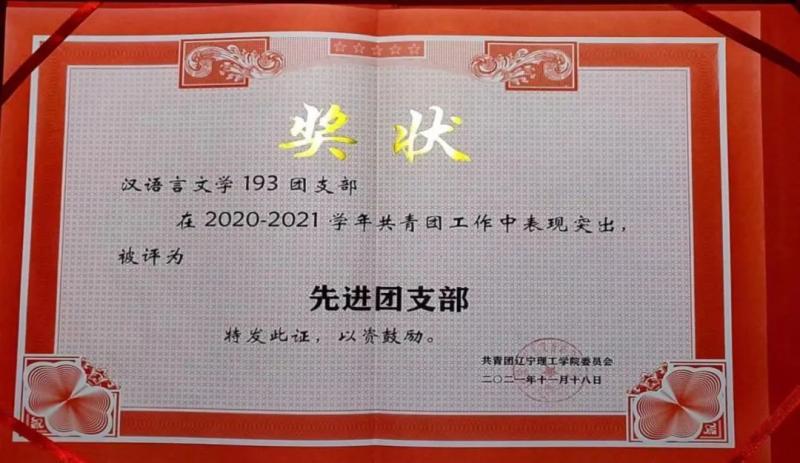 奖状
汉语言文学193团支部
在2020-2021学年共青团工作中表现突出，
被评为
先进团支部
特发此证，以资鼓励。
共青团辽宁理工学院委员会
二〇二一年十一月十八日